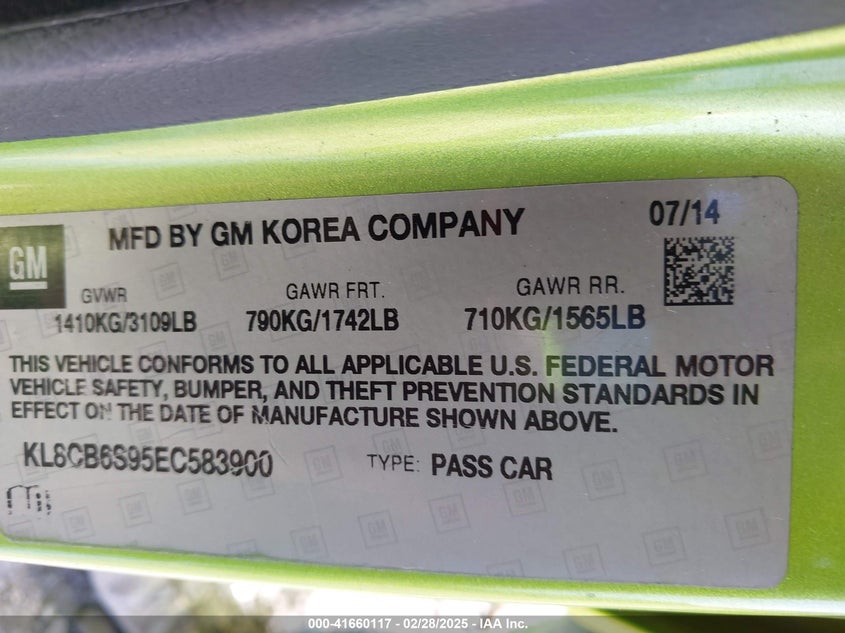 MFD BY GM KOREA COMPANY 07/14
GM
GVWR GAWR FRT. GAWR RR.
1410KG/3109LB 790KG/1742LB 710KG/1565LB
THIS VEHICLE CONFORMS TO ALL APPLICABLE U.S. FEDERAL MOTOR
VEHICLE SAFETY, BUMPER, AND THEFT PREVENTION STANDARDS IN
EFFECT ON THE DATE OF MANUFACTURE SHOWN ABOVE.
KL8CB6S95EC583900 TYPE: PASS CAR
000-41660117 - 02/28/2025 - IAA Inc.